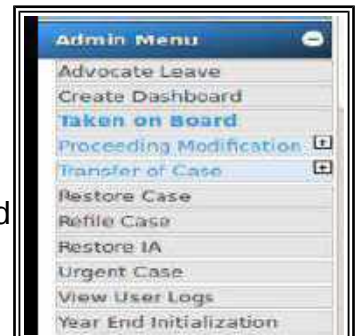 Admin Menu
Advocate Leave
Create Dashboard
Taken on Board
Proceeding Modification
Transfer of Case
Restore Case
d
Refile Case
Restore IA
Urgent Case
View User Logs
Year End Initialization